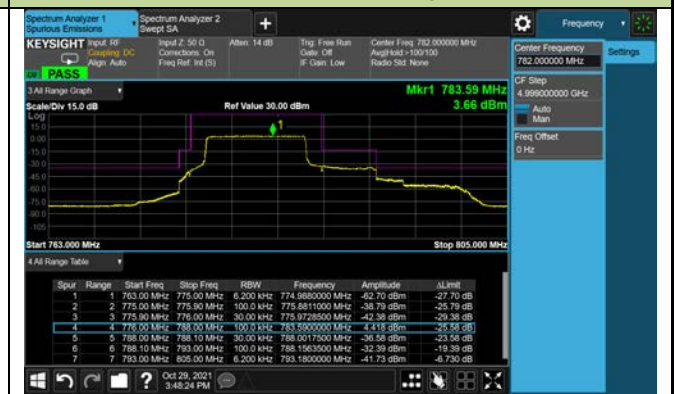 Spectrum Analyzer 1
Spurious Emissions
Spectrum Analyzer 2
Swept SA
+
Frequency
KEYSIGHT
Input: RF
Coupling: DC
Align: Auto
Input Z: 50 Ω
Corrections: On
Freq Ref: Int (S)
Atten: 14 dB
Trig: Free Run
Gate: Off
IF Gain: Low
Center Freq: 782.000000 MHz
Avg|Hold:>100/100
Radio Std: None
PASS
Center Frequency
782.000000 MHz
Settings
CF Step
4.999000000 GHz
Auto
Man
Freq Offset
0 Hz
3 All Range Graph
Mkr1 783.59 MHz
Scale/Div 15.0 dB
Ref Value 30.00 dBm
3.66 dBm
Log
15.0
0.00
-15.0
-30.0
-45.0
-60.0
-75.0
-90.0
-105
1
Start 763.000 MHz
Stop 805.000 MHz
4 All Range Table
Spur Range Start Freq Stop Freq RBW Frequency Amplitude ΔLimit
1 1 763.00 MHz 775.00 MHz 6.200 kHz 774.9680000 MHz -62.70 dBm -27.70 dB
2 2 775.00 MHz 775.90 MHz 100.0 kHz 775.8811000 MHz -38.79 dBm -25.79 dB
3 3 775.90 MHz 776.00 MHz 30.00 kHz 775.9728500 MHz -42.38 dBm -29.38 dB
4 4 776.00 MHz 788.00 MHz 100.0 kHz 783.5900000 MHz 4.418 dBm -25.58 dB
5 5 788.00 MHz 788.10 MHz 30.00 kHz 788.0017500 MHz -36.58 dBm -23.58 dB
6 6 788.10 MHz 793.00 MHz 100.0 kHz 788.1563500 MHz -32.39 dBm -19.39 dB
7 7 793.00 MHz 805.00 MHz 6.200 kHz 793.1800000 MHz -41.73 dBm -6.730 dB
?
Oct 29, 2021
3:48:24 PM